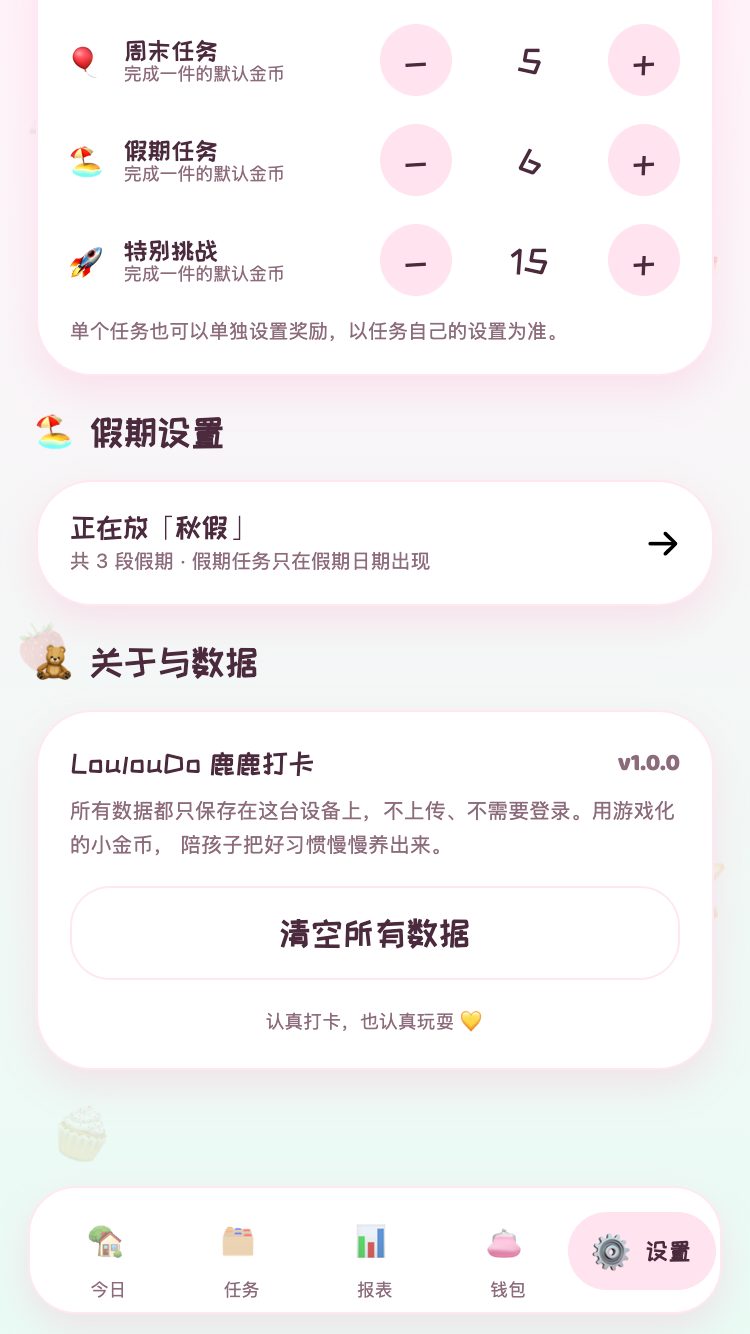 周末任务
完成一件的默认金币
− 5 +
假期任务
完成一件的默认金币
− 6 +
特别挑战
完成一件的默认金币
− 15 +
单个任务也可以单独设置奖励，以任务自己的设置为准。
假期设置
正在放「秋假」
共 3 段假期 · 假期任务只在假期日期出现
关于与数据
LoulouDo 鹿鹿打卡
v1.0.0
所有数据都只保存在这台设备上，不上传、不需要登录。用游戏化
的小金币， 陪孩子把好习惯慢慢养出来。
清空所有数据
认真打卡，也认真玩耍 💛
今日
任务
报表
钱包
设置